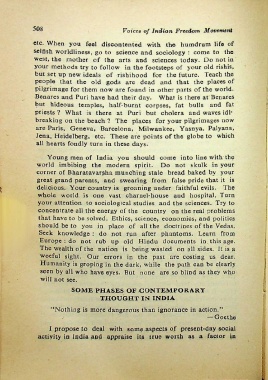 508 Voices of Indian Freedom Movement
etc. When you feel discontented with the humdrum life of
selfish worldliness, go to science and sociology : come to the
west, the mother of the arts and sciences today. Do not in
your methods try to follow in the footsteps of your old rishis,
but set up new ideals of rishihood for the future. Teach the
people that the old gods are dead and that the places of
pilgrimage for them now are found in other parts of the world.
Benares and Puri have had their day. What is there at Benares
but hideous temples, half-burnt corpses, fat bulls and fat
priests ? What is there at Puri but cholera and waves
breaking on the beach ? The places for your pilgrimage now
are Paris, Geneva, Barcelona, Milwaukee, Yasnya, Palyana,
Jena, Heidelberg, etc. These are points of the globe to which
all hearts fondly turn in these days.
Young men of India you should come into line with the
world imbibing the modern spirit. Do not skulk in your
corner of Bharatavarsha munching stale bread baked by your
great grand parents, and swearing from false pride that it is
delicious. Your country is groaning under faithful evils. The
whole world is one vast charnel-house and hospital. Turn
your attention to sociological studies and the sciences. Try to
concentrate all the energy of the country on the real problems
that have to be solved. Ethics, science, economics, and politics
should be to you in place of all the doctrines of the Vedas.
Seek knowledge : do not run after phantoms. Learn from
Europe : do not rub up old Hindu documents in this age.
The wealth of the nation is being wasted on all sides. It is a
woeful sight. Our errors in the past are costing us dear.
Humanity is groping in the dark, while the path can be clearly
seen by all who have eyes. But none are so blind as they who
will not see.
SOME PHASES OF CONTEMPORARY
THOUGHT IN INDIA
"Nothing is more dangerous than ignorance in action."
—Goethe
I propose to deal with some aspects of present-day social
activity in India and appraise its true worth as a factor in